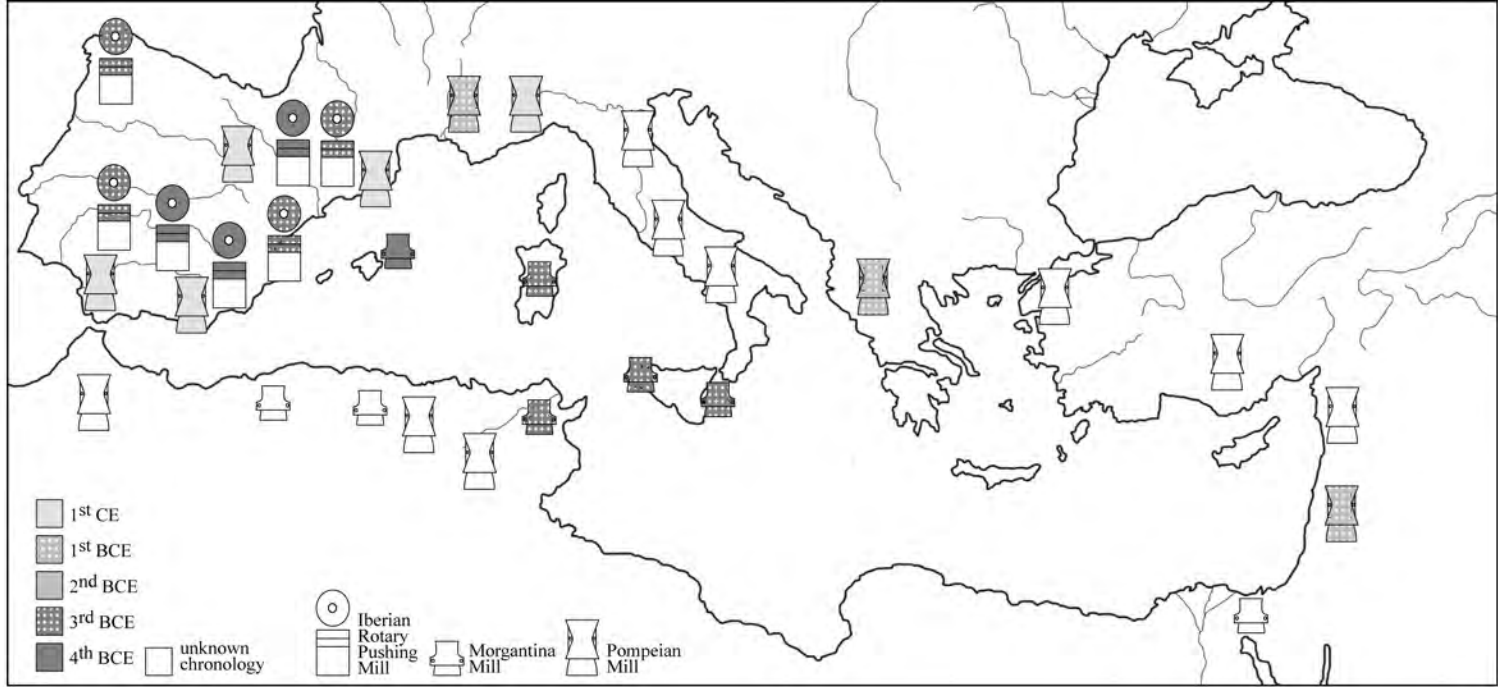 1st CE
1st BCE
2nd BCE
3rd BCE
4th BCE
unknown
chronology
Iberian
Rotary
Pushing
Mill
Morgantina
Mill
Pompeian
Mill